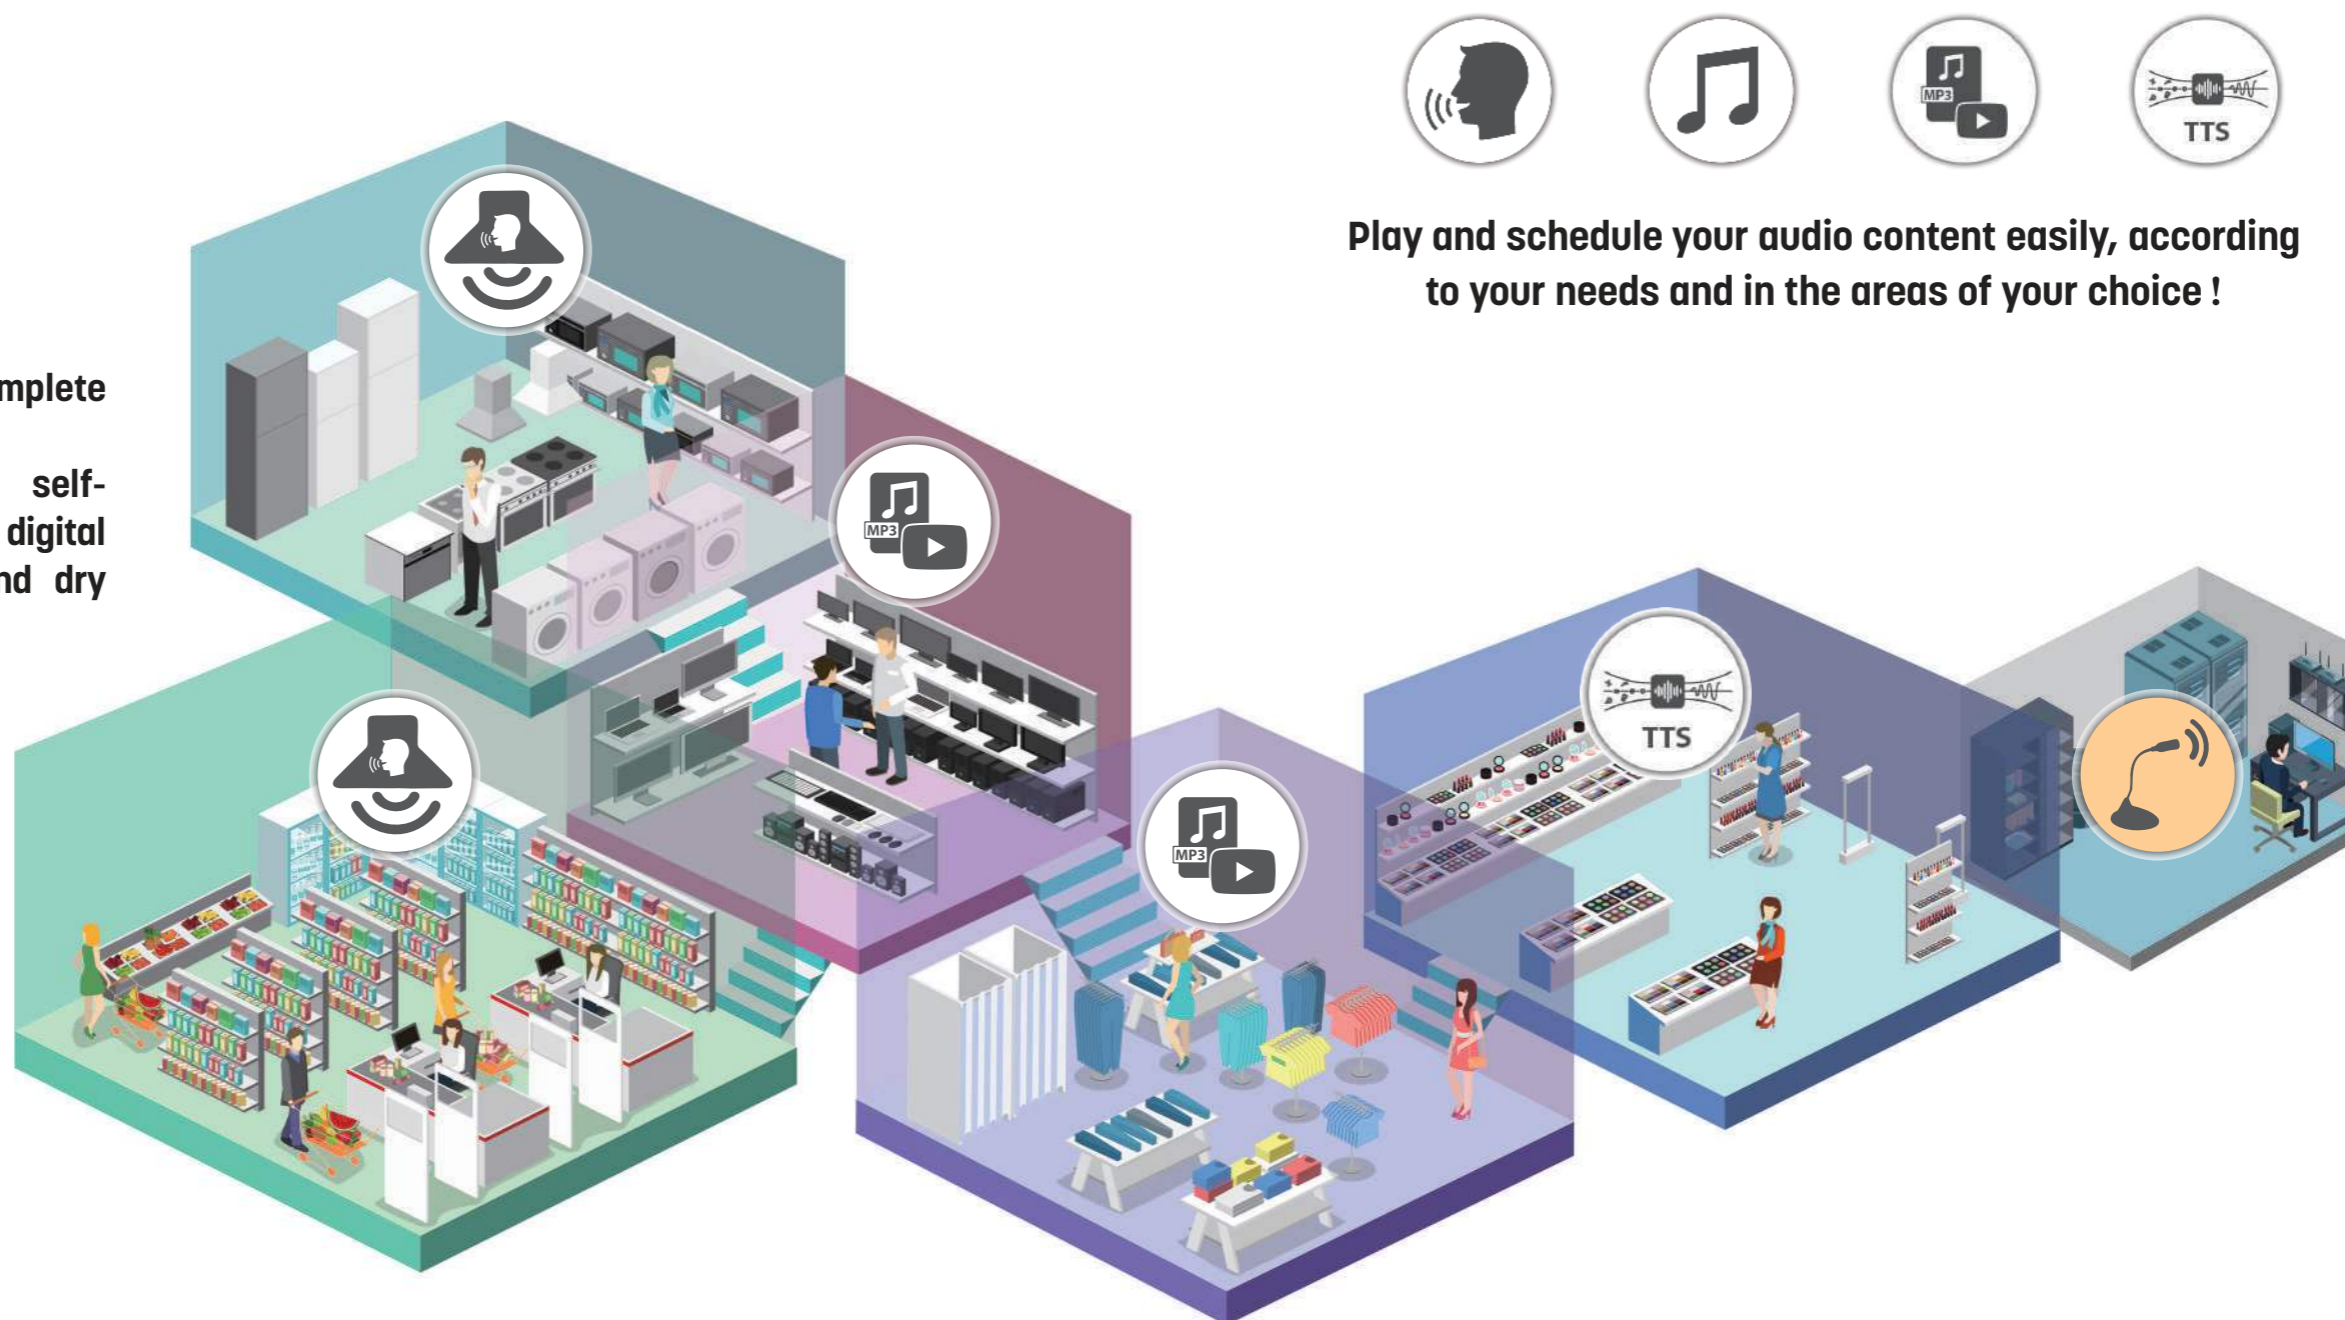 MP3
TTS
Play and schedule your audio content easily, according
to your needs and in the areas of your choice !
mplete
self-
digital
nd dry
MP3
TTS
MP3